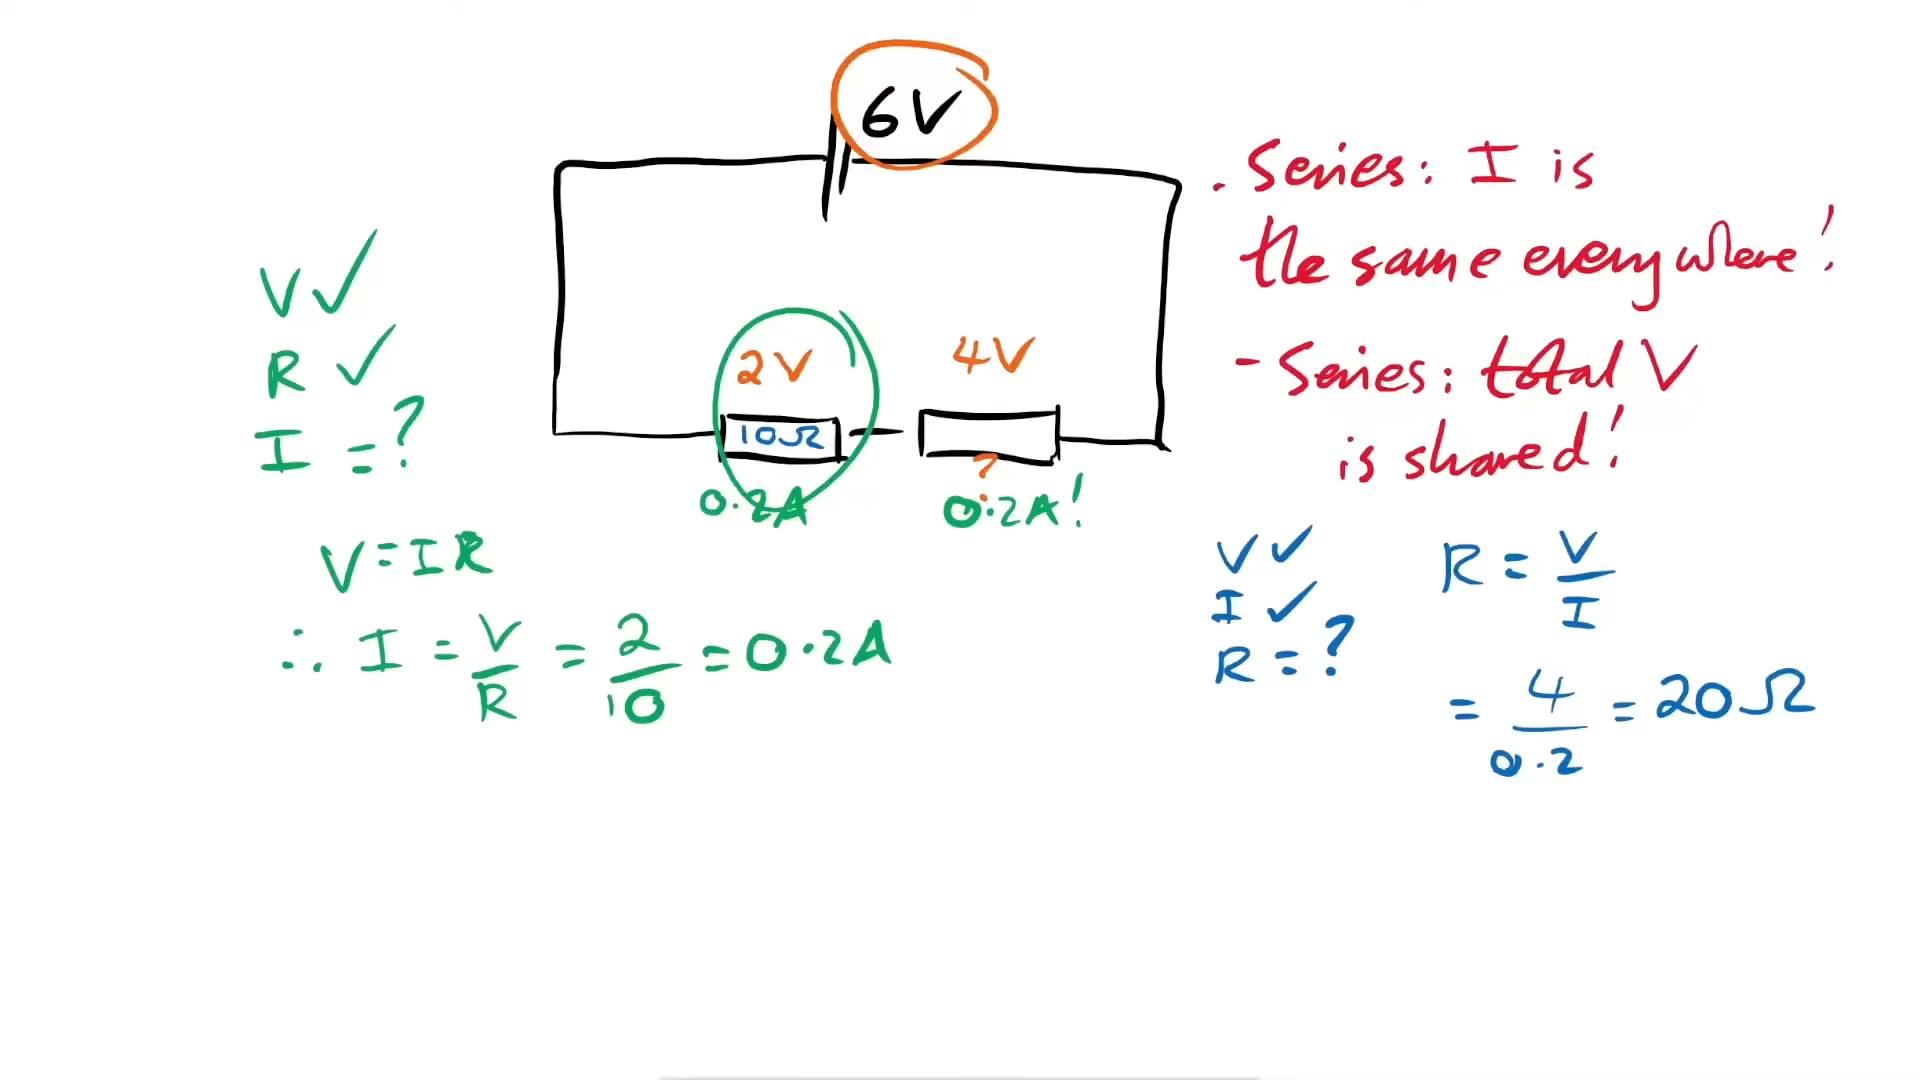 6V
. Series: I is
the same everywhere!
- Series: total V
is shared!
V ✓
R ✓
I = ?
2V
4V
10Ω
?
0.2A
0.2A!
V = IR
∴ I = V/R = 2/10 = 0.2A
V ✓
I ✓
R = ?
R = V/I
= 4/0.2 = 20Ω